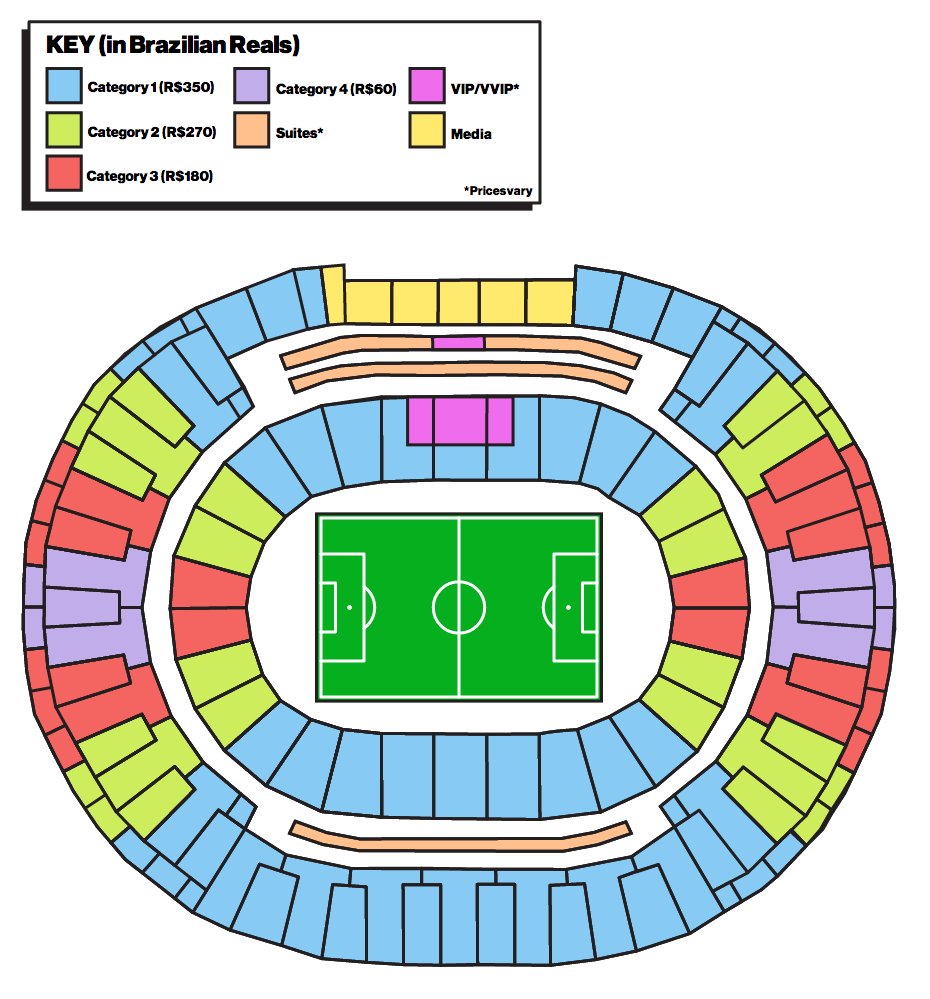 KEY (in Brazilian Reals)
Category 1 (R$350)
Category 4 (R$60)
VIP/VVIP*
Category 2 (R$270)
Suites*
Media
Category 3 (R$180)
*Pricesvary